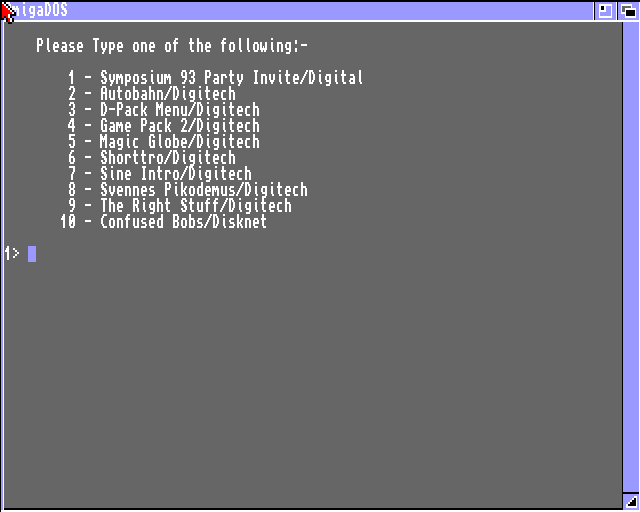 migaDOS
Please Type one of the following:-
1 - Symposium 93 Party Invite/Digital
2 - Autobahn/Digitech
3 - D-Pack Menu/Digitech
4 - Game Pack 2/Digitech
5 - Magic Globe/Digitech
6 - Shorttro/Digitech
7 - Sine Intro/Digitech
8 - Svennes Pikodemus/Digitech
9 - The Right Stuff/Digitech
10 - Confused Bobs/Disknet
1>